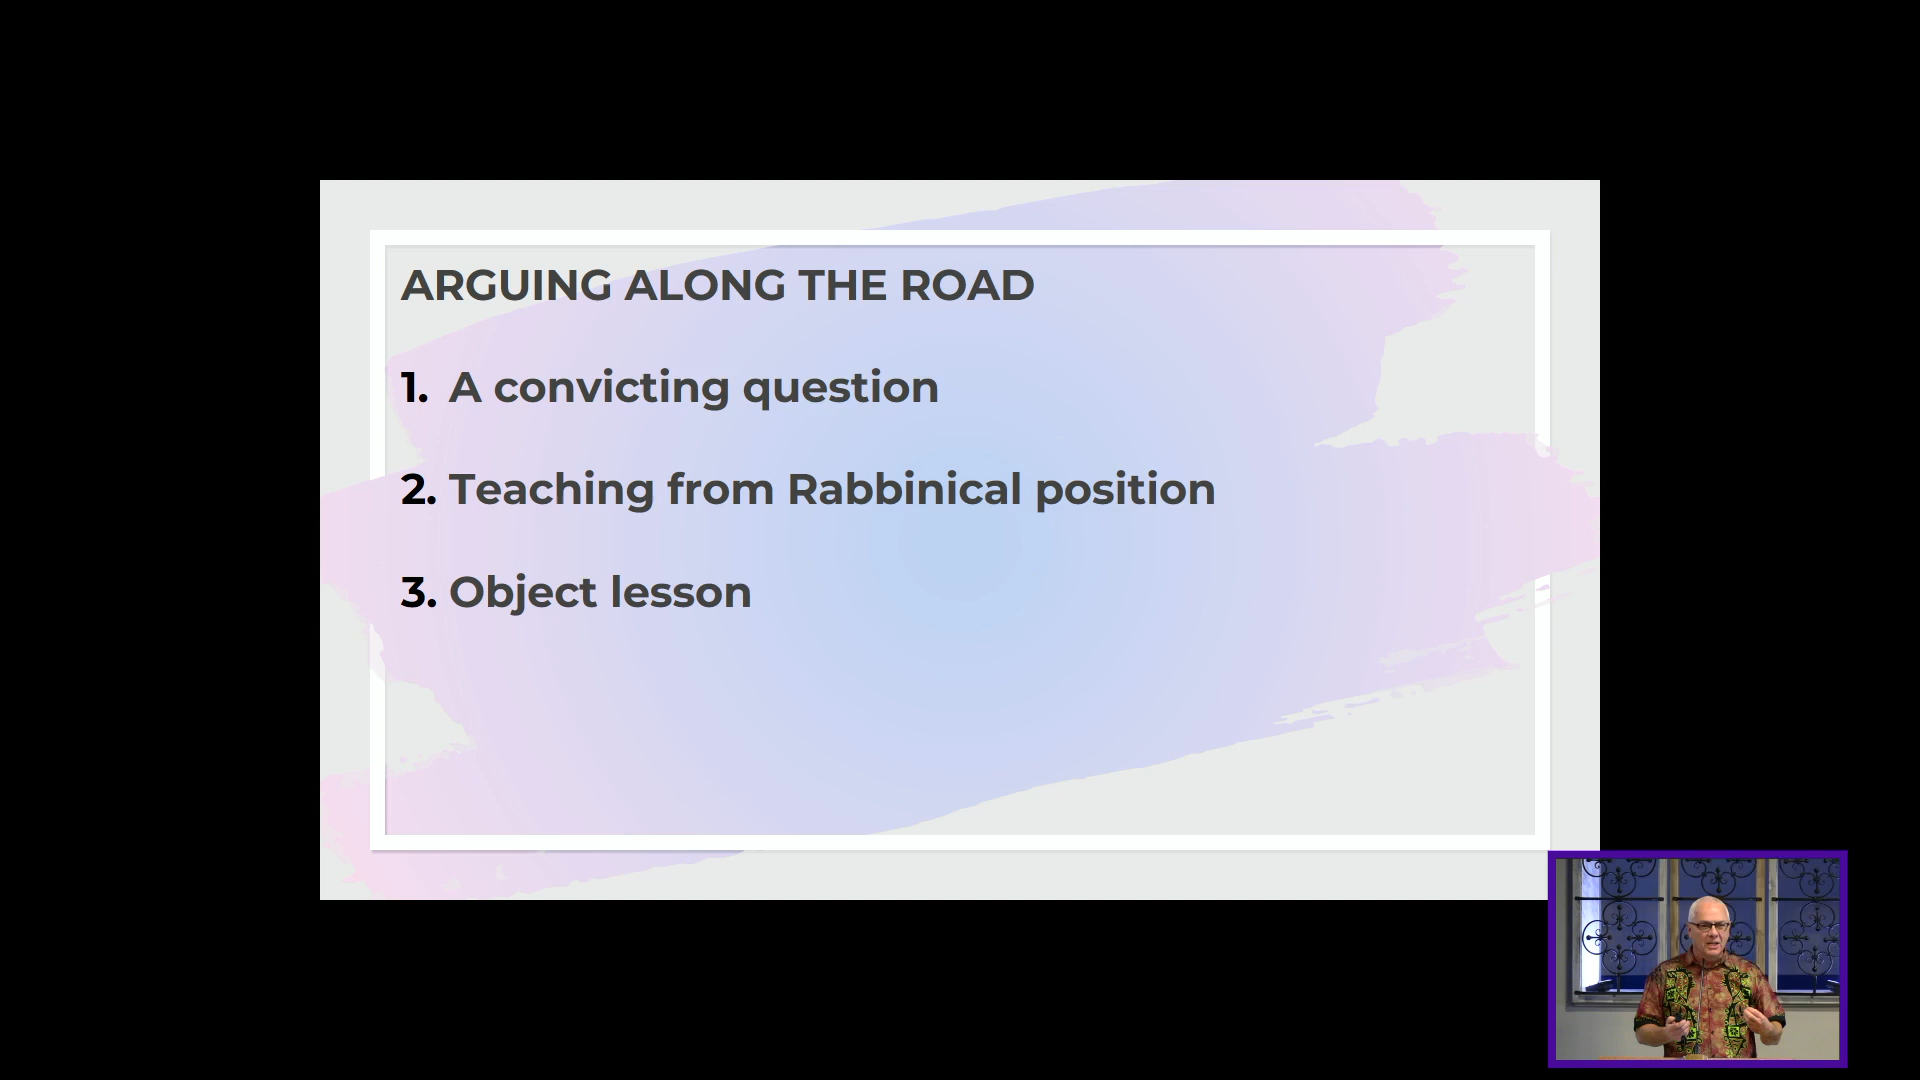 ARGUING ALONG THE ROAD
1. A convicting question
2. Teaching from Rabbinical position
3. Object lesson